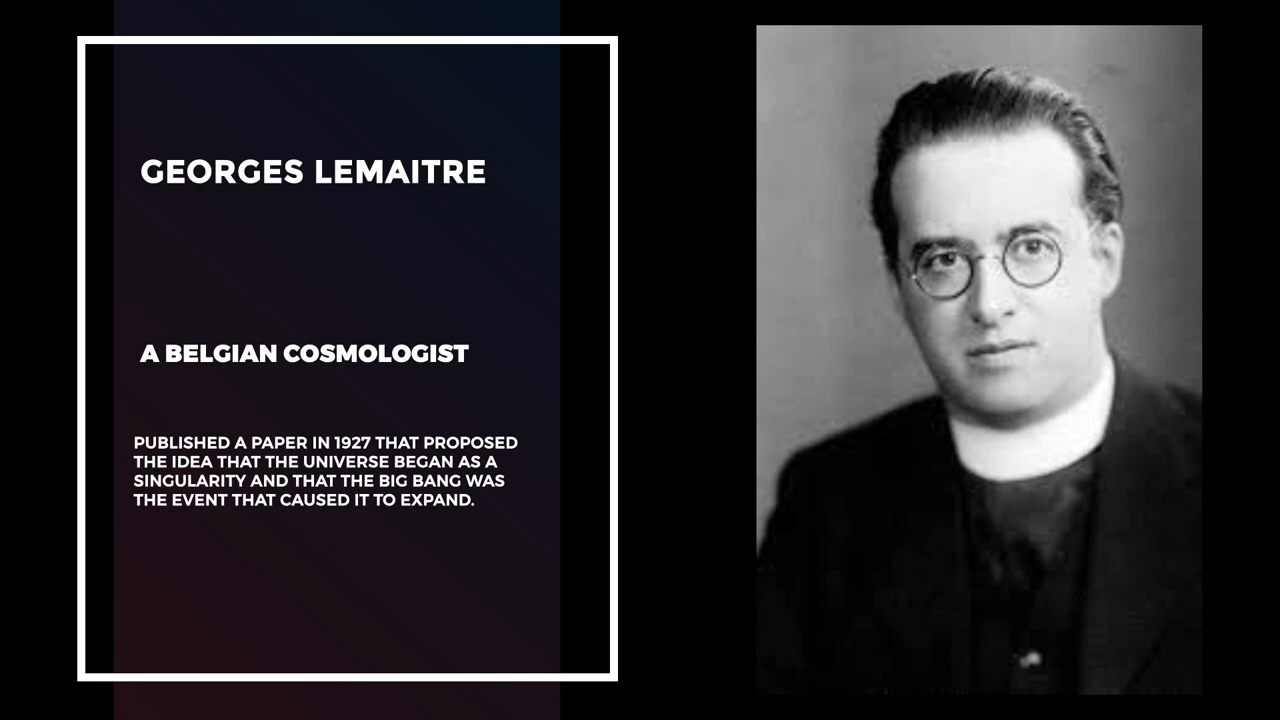 GEORGES LEMAITRE
A BELGIAN COSMOLOGIST
PUBLISHED A PAPER IN 1927 THAT PROPOSED
THE IDEA THAT THE UNIVERSE BEGAN AS A
SINGULARITY AND THAT THE BIG BANG WAS
THE EVENT THAT CAUSED IT TO EXPAND.